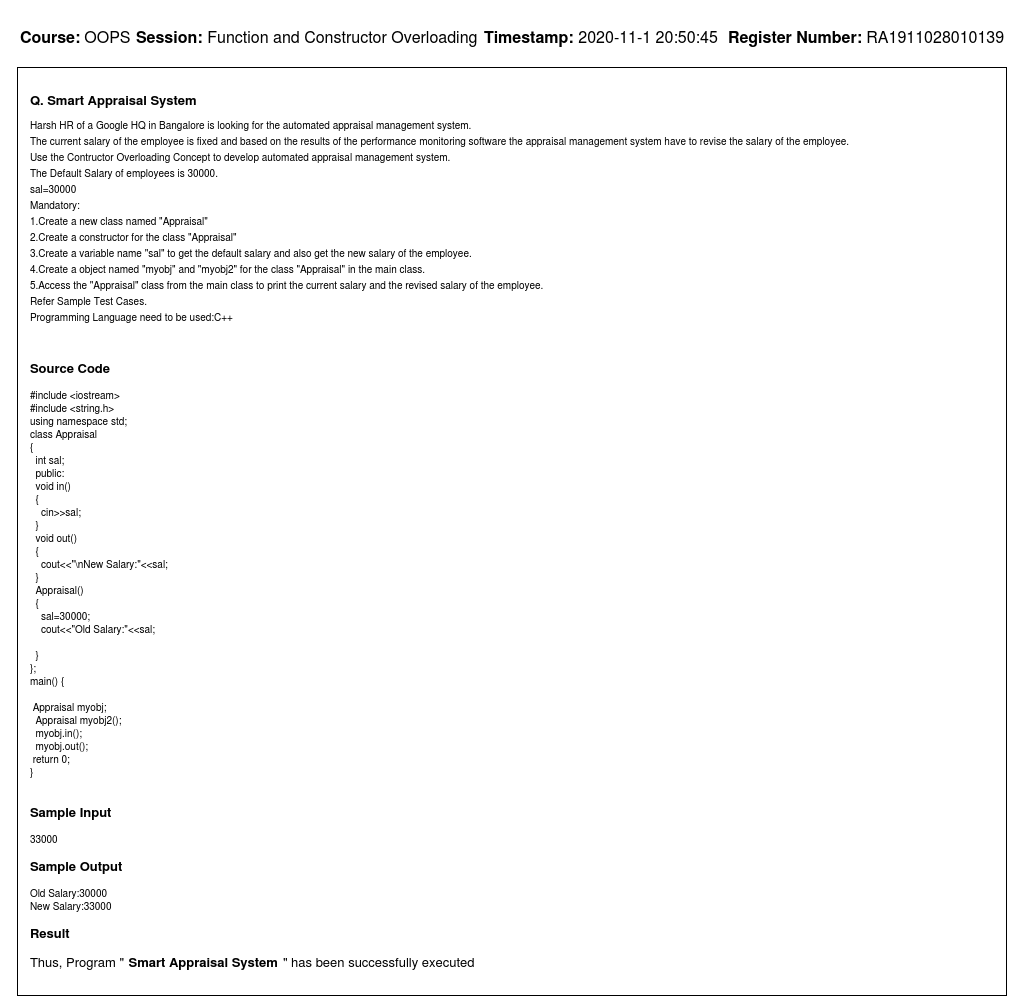 Course: OOPS Session: Function and Constructor Overloading Timestamp: 2020-11-1 20:50:45 Register Number: RA1911028010139
Q. Smart Appraisal System
Harsh HR of a Google HQ in Bangalore is looking for the automated appraisal management system.
The current salary of the employee is fixed and based on the results of the performance monitoring software the appraisal management system have to revise the salary of the employee.
Use the Contructor Overloading Concept to develop automated appraisal management system.
The Default Salary of employees is 30000.
sal=30000
Mandatory:
1.Create a new class named "Appraisal"
2.Create a constructor for the class "Appraisal"
3.Create a variable name "sal" to get the default salary and also get the new salary of the employee.
4.Create a object named "myobj" and "myobj2" for the class "Appraisal" in the main class.
5.Access the "Appraisal" class from the main class to print the current salary and the revised salary of the employee.
Refer Sample Test Cases.
Programming Language need to be used:C++
Source Code
#include <iostream>
#include <string.h>
using namespace std;
class Appraisal
{
int sal;
public:
void in()
{
cin>>sal;
}
void out()
{
cout<<"\nNew Salary:"<<sal;
}
Appraisal()
{
sal=30000;
cout<<"Old Salary:"<<sal;
}
};
main() {
Appraisal myobj;
Appraisal myobj2();
myobj.in();
myobj.out();
return 0;
}
Sample Input
33000
Sample Output
Old Salary:30000
New Salary:33000
Result
Thus, Program " Smart Appraisal System " has been successfully executed